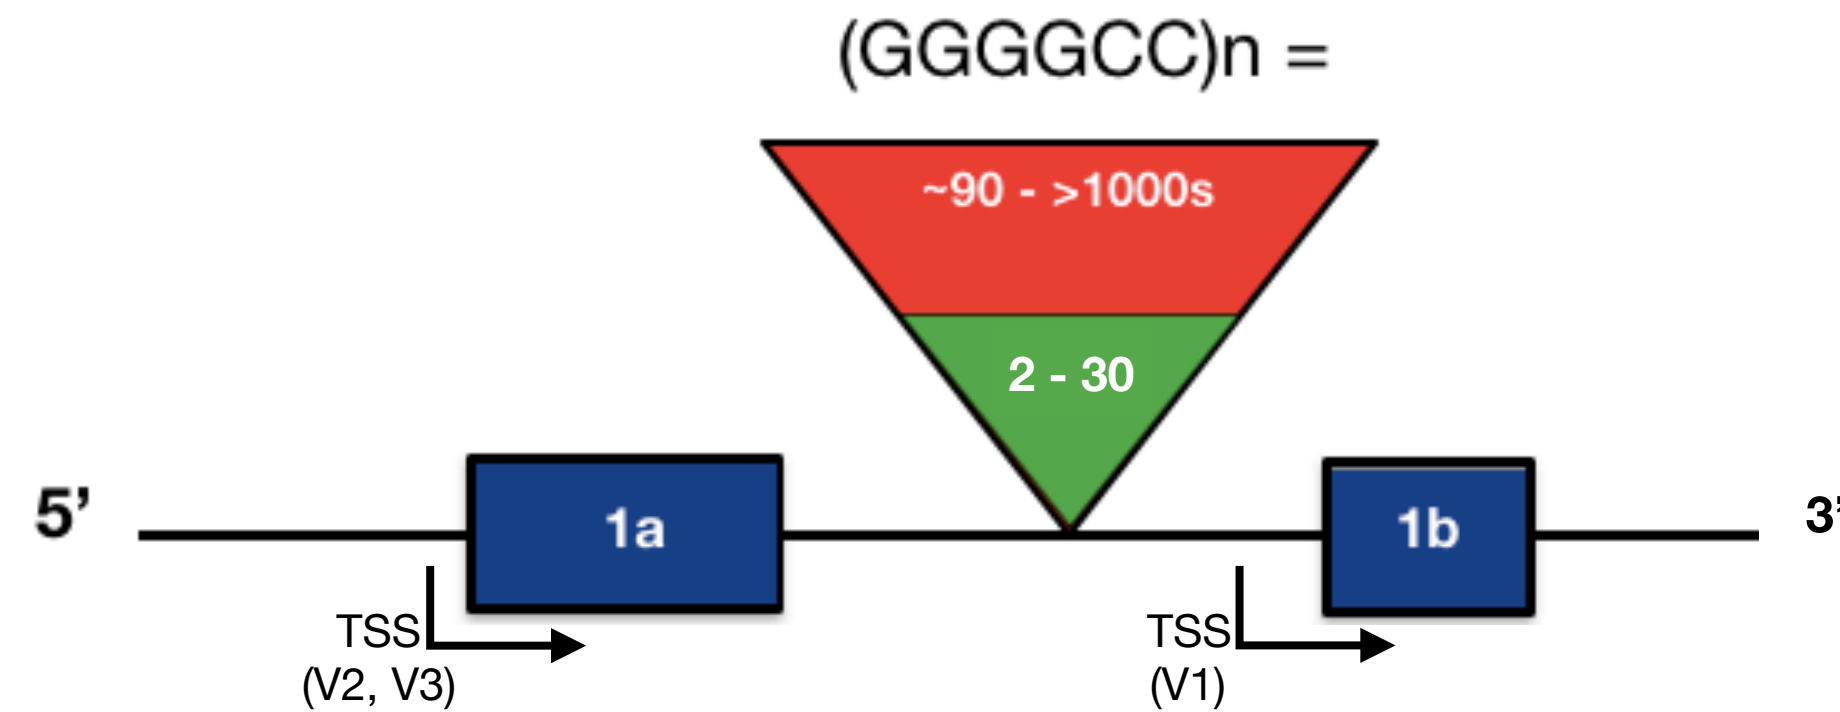 (GGGGCC)n =
~90 - >1000s
2 - 30
5’
1a
1b
3’
TSS
(V2, V3)
TSS
(V1)